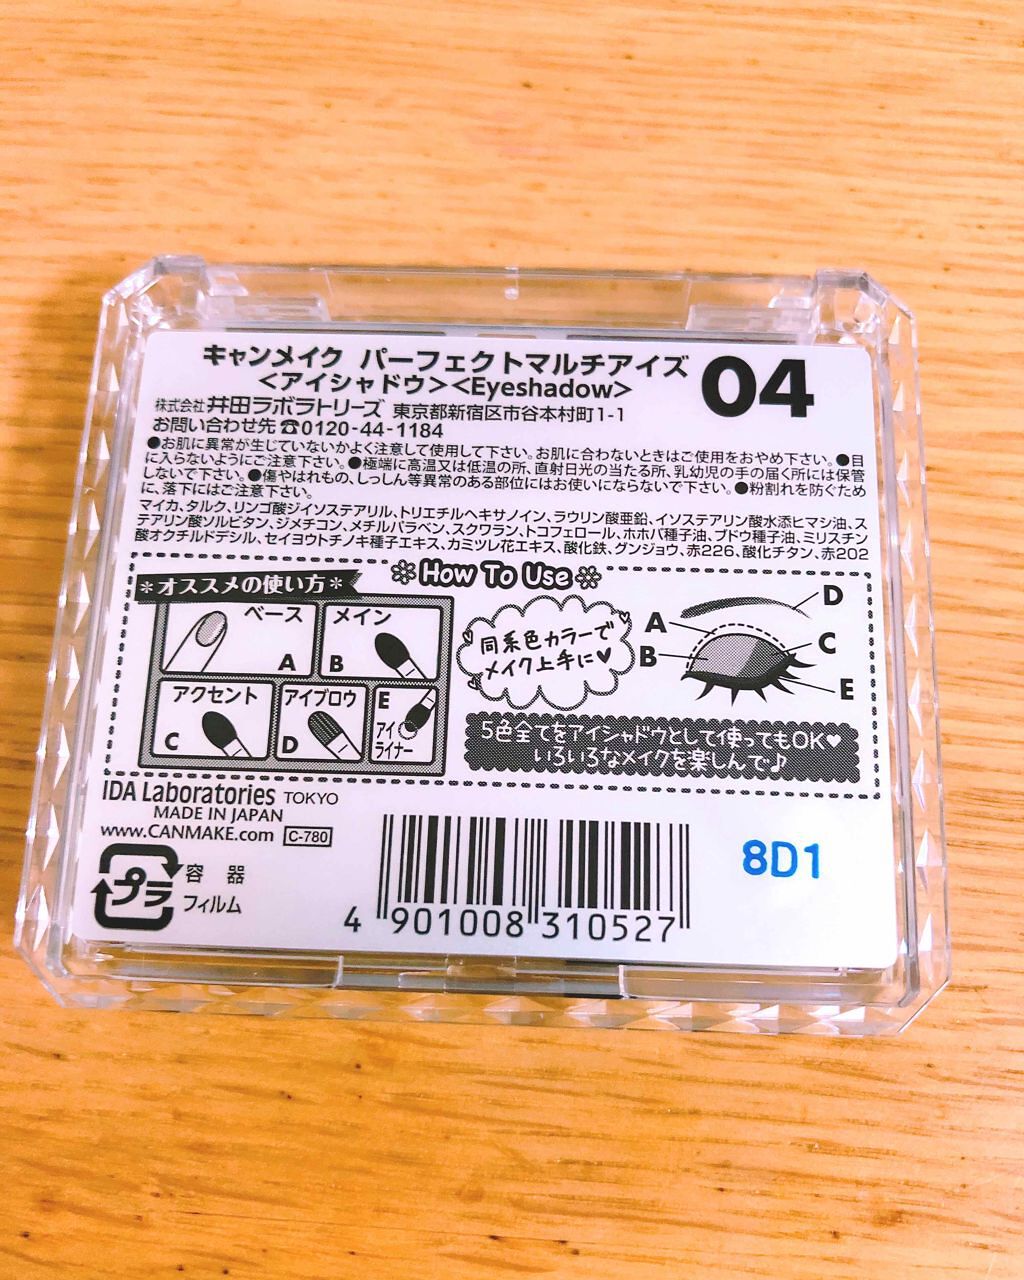 キャンメイク パーフェクトマルチアイズ
<アイシャドウ><Eyeshadow>
04
株式会社 井田ラボラトリーズ 東京都新宿区市谷本村町1-1
お問い合わせ先☎0120-44-1184
●お肌に異常が生じていないかよく注意して使用して下さい。お肌に合わないときはご使用をおやめ下さい。●目
に入らないようにご注意下さい。●極端に高温又は低温の所、直射日光の当たる所、乳幼児の手の届く所には保管
しないで下さい。●傷やはれもの、しっしん等異常のある部位にはお使いにならないで下さい。●粉割れを防ぐため
に、落下にはご注意下さい。
マイカ、タルク、リンゴ酸ジイソステアリル、トリエチルヘキサノイン、ラウリン酸亜鉛、イソステアリン酸水添ヒマシ油、ス
テアリン酸ソルビタン、ジメチコン、メチルパラベン、スクワラン、トコフェロール、ホホバ種子油、ブドウ種子油、ミリスチン
酸オクチルドデシル、セイヨウトチノキ種子エキス、カミツレ花エキス、酸化鉄、グンジョウ、赤226、酸化チタン、赤202
How To Use
*オススメの使い方*
ベース
A
メイン
B
アクセント
C
アイブロウ
D
E
アイ
ライナー
同系色カラーで
メイク上手に♥
A
B
D
C
E
5色全てをアイシャドウとして使ってもOK♥
いろいろなメイクを楽しんで♪
IDA Laboratories TOKYO
MADE IN JAPAN
www.CANMAKE.com C-780
プラ
容 器
フィルム
4 901008 310527
8D1